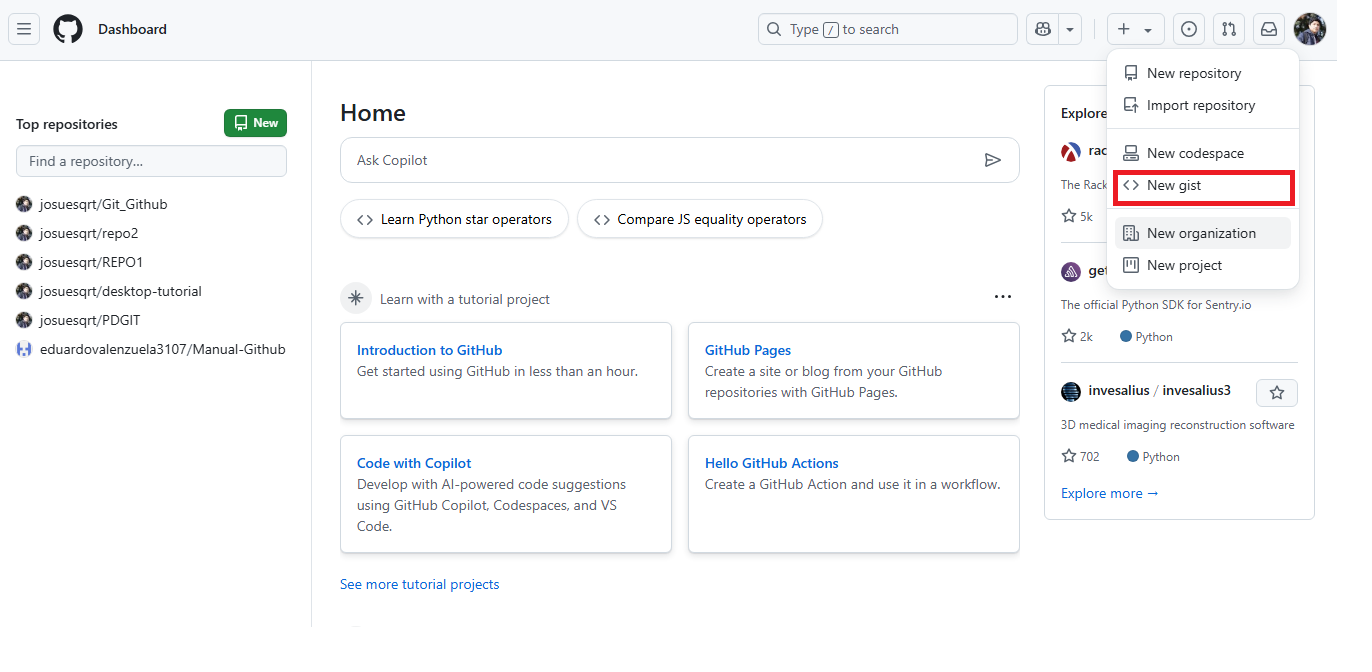 Dashboard
Type / to search
New repository
Import repository
New codespace
New gist
New organization
New project
Top repositories
New
Find a repository...
josuesqrt/Git_Github
josuesqrt/repo2
josuesqrt/REPO1
josuesqrt/desktop-tutorial
josuesqrt/PDGIT
eduardovalenzuela3107/Manual-Github
Home
Ask Copilot
Learn Python star operators
Compare JS equality operators
Learn with a tutorial project
Introduction to GitHub
Get started using GitHub in less than an hour.
GitHub Pages
Create a site or blog from your GitHub
repositories with GitHub Pages.
Code with Copilot
Develop with AI-powered code suggestions
using GitHub Copilot, Codespaces, and VS
Code.
Hello GitHub Actions
Create a GitHub Action and use it in a workflow.
See more tutorial projects
Explore
The Rack
5k
The official Python SDK for Sentry.io
2k Python
invesalius / invesalius3
3D medical imaging reconstruction software
702 Python
Explore more →